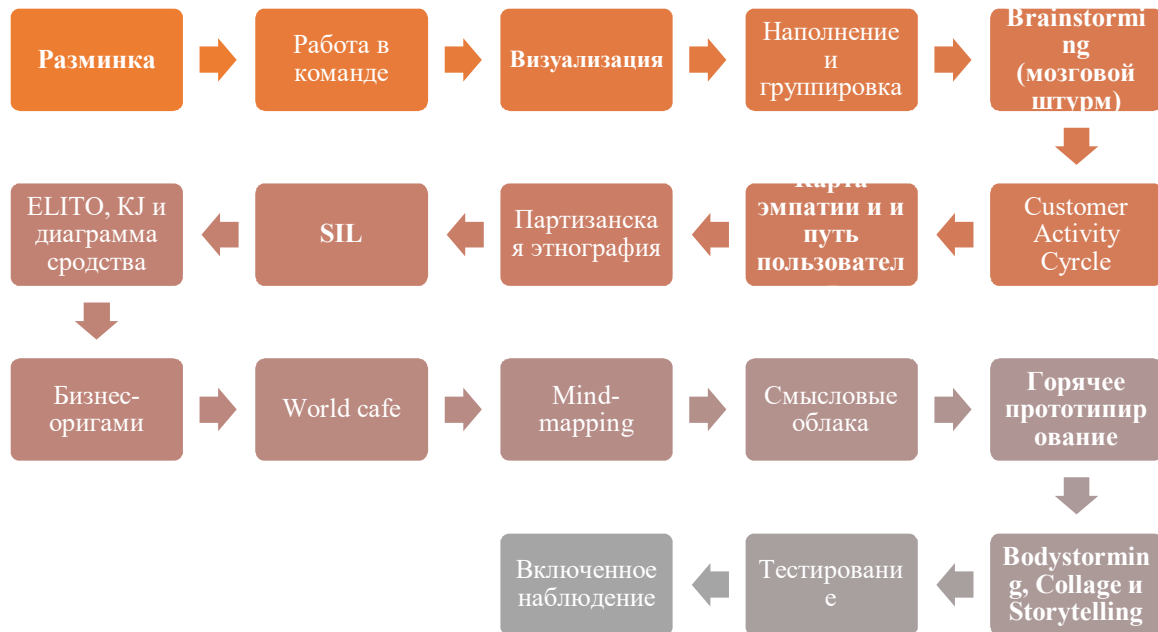 Разминка
Работа в
команде
Визуализация
Наполнение
и
группировка
Brainstormi
ng
(мозговой
штурм)
Customer
Activity
Cyrcle
Карта
эмпатии и и
путь
пользовател
Партизанска
я этнография
SIL
ELITO, KJ и
диаграмма
сродства
Бизнес-
оригами
World cafe
Mind-
mapping
Смысловые
облака
Горячее
прототипир
ование
Bodystormin
g, Collage и
Storytelling
Тестировани
е
Включенное
наблюдение